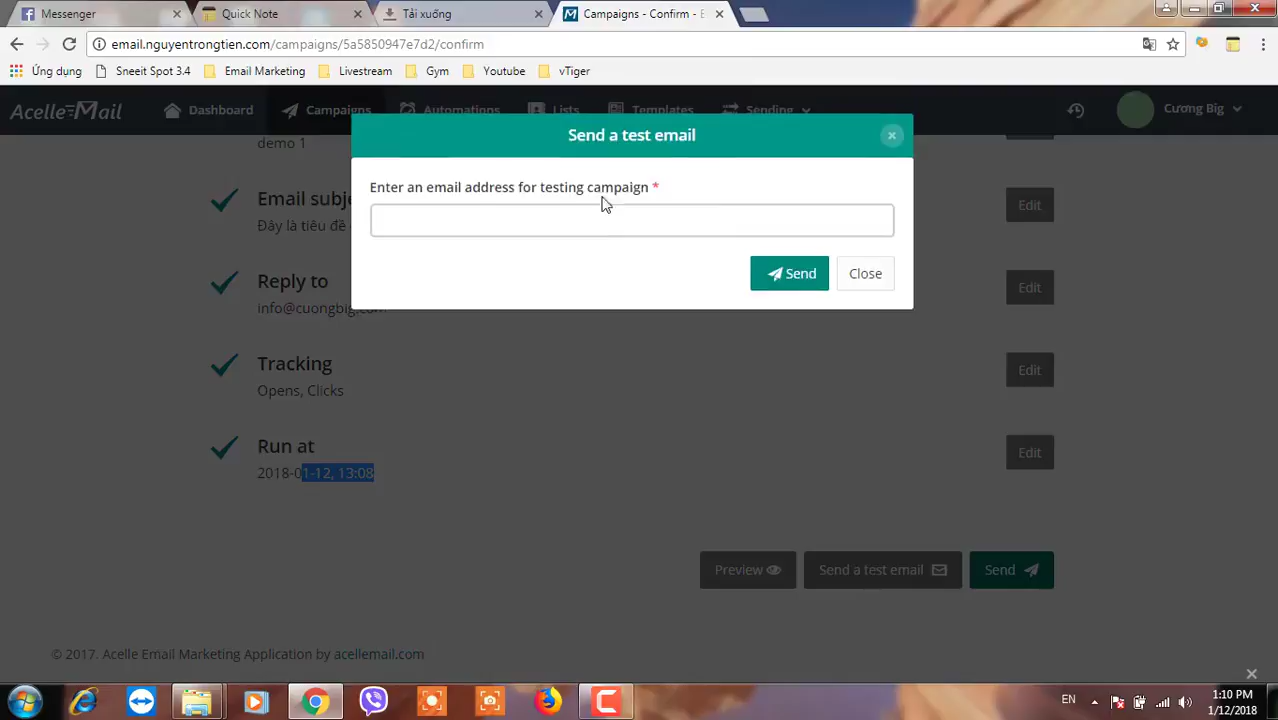 Messenger
Quick Note
Tải xuống
Campaigns - Confirm - E
email.nguyentrongtien.com/campaigns/5a5850947e7d2/confirm
Ứng dụng
Sneeit Spot 3.4
Email Marketing
Livestream
Gym
Youtube
vTiger
AcelleMail
Dashboard
Campaigns
Automations
Lists
Templates
Sending
Cương Big
demo 1
Send a test email
Enter an email address for testing campaign *
Send
Close
Email subje
Đây là tiêu đề
Edit
Reply to
info@cuongbig.com
Edit
Tracking
Opens, Clicks
Edit
Run at
2018-01-12, 13:08
Edit
Preview
Send a test email
Send
© 2017. Acelle Email Marketing Application by acellemail.com
EN
1:10 PM
1/12/2018